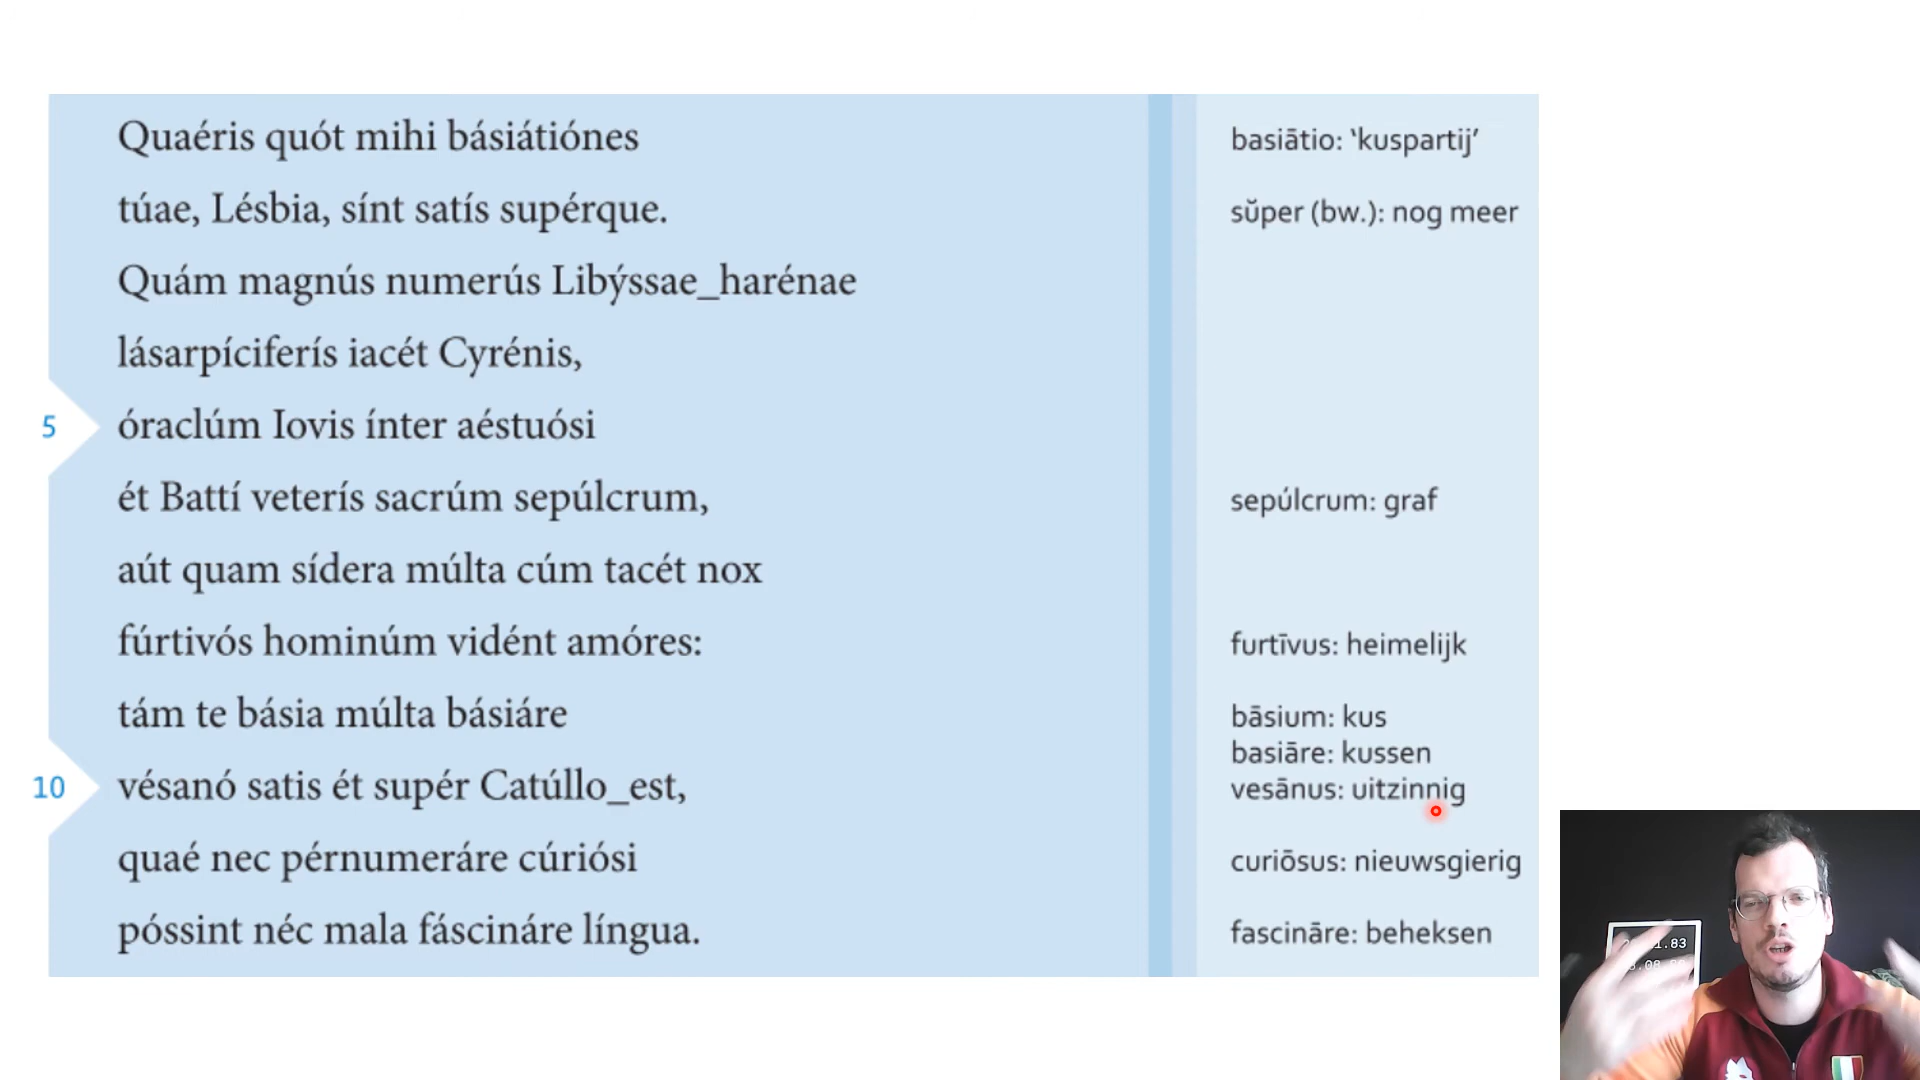 Quaéris quót mihi básiátiónes
túae, Lésbia, sínt satís supérque.
Quám magnús numerús Libýssae_harénae
lásarpíciferís iacét Cyrénis,
5 óraclúm Iovis ínter aéstuósi
ét Battí veterís sacrúm sepúlcrum,
aút quam sídera múlta cúm tacét nox
fúrtivós hominúm vidént amóres:
tám te básia múlta básiáre
10 vésanó satis ét supér Catúllo_est,
quaé nec pérnumeráre cúriósi
póssint néc mala fáscináre língua.
basiātio: ‘kuspartij’
sŭper (bw.): nog meer
sepúlcrum: graf
furtīvus: heimelijk
bāsium: kus
basiāre: kussen
vesānus: uitzinnig
curiōsus: nieuwsgierig
fascināre: beheksen